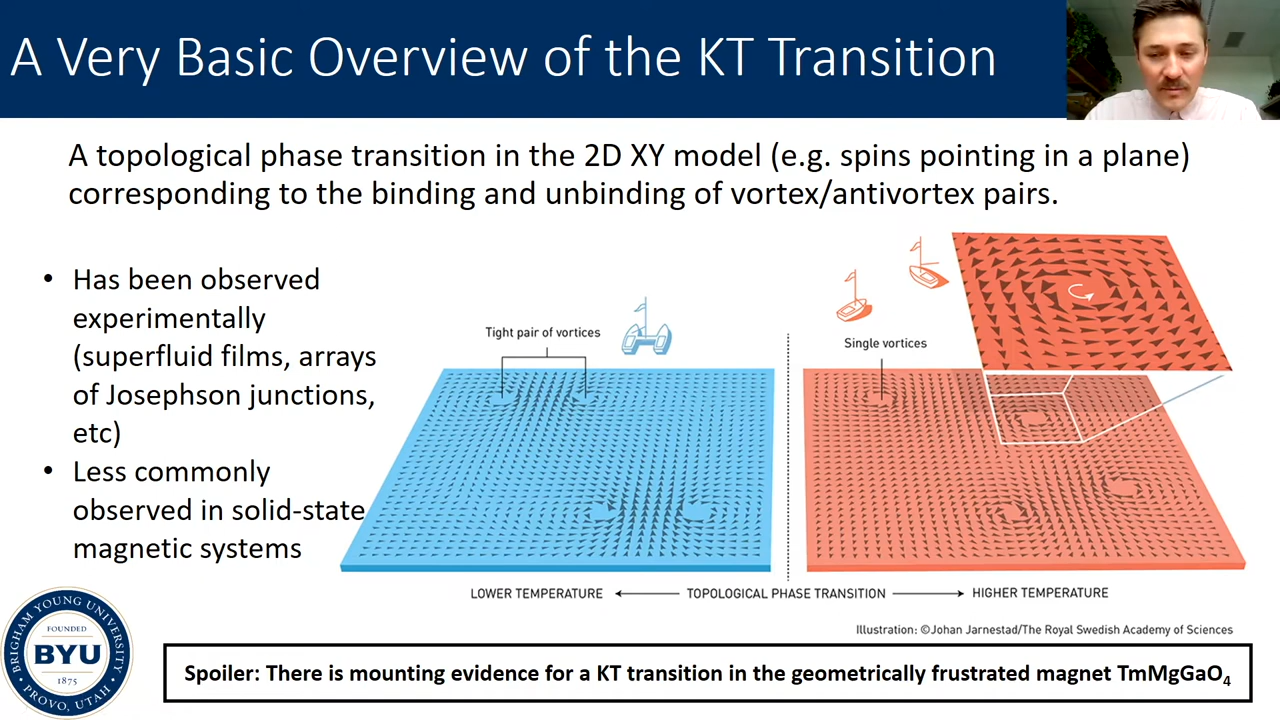 A Very Basic Overview of the KT Transition
A topological phase transition in the 2D XY model (e.g. spins pointing in a plane)
corresponding to the binding and unbinding of vortex/antivortex pairs.
• Has been observed
experimentally
(superfluid films, arrays
of Josephson junctions,
etc)
• Less commonly
observed in solid-state
magnetic systems
Tight pair of vortices
Single vortices
LOWER TEMPERATURE
TOPOLOGICAL PHASE TRANSITION
HIGHER TEMPERATURE
Illustration: ©Johan Jarnestad/The Royal Swedish Academy of Sciences
BRIGHAM YOUNG UNIVERSITY
FOUNDED
BYU
1875
PROVO, UTAH
Spoiler: There is mounting evidence for a KT transition in the geometrically frustrated magnet TmMgGaO₄